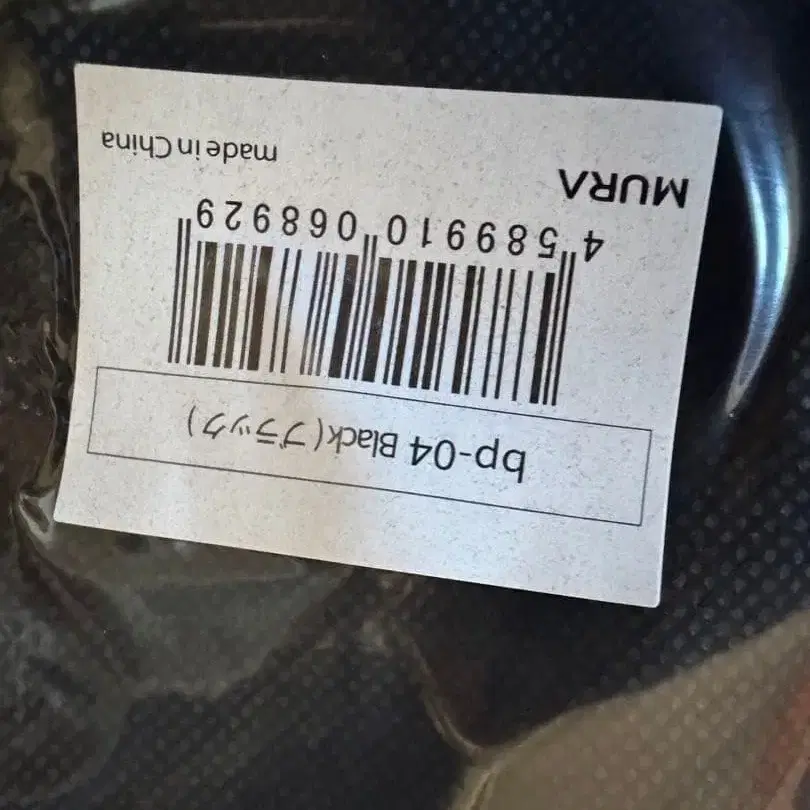 bp-04 Black(ブラック)
4 589910 068929
MURA
made in China